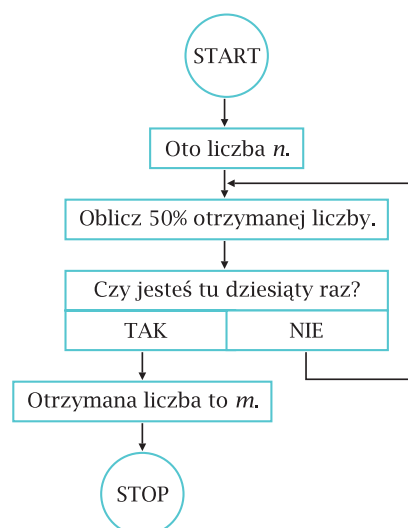 START
Oto liczba n.
Oblicz 50% otrzymanej liczby.
Czy jesteś tu dziesiąty raz?
TAK NIE
Otrzymana liczba to m.
STOP